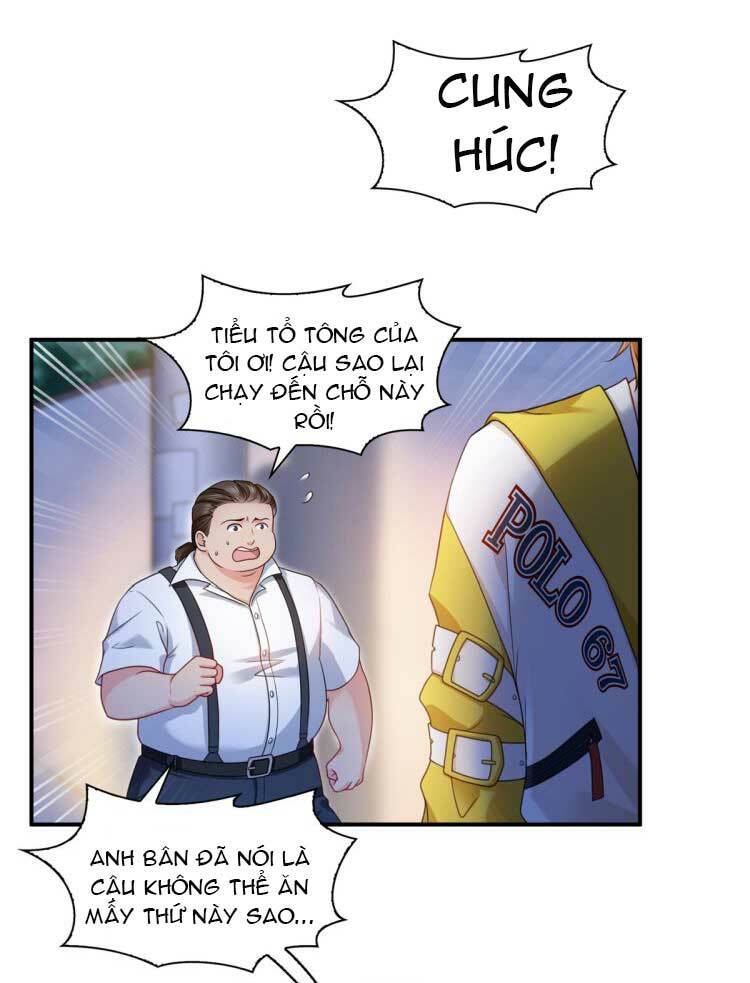 CUNG
HÚC!
TIỂU TỔ TÔNG CỦA
TÔI ƠI! CẬU SAO LẠI
CHẠY ĐẾN CHỖ NÀY
RỒI!
POLO 67
ANH BÂN ĐÃ NÓI LÀ
CẬU KHÔNG THỂ ĂN
MẤY THỨ NÀY SAO...